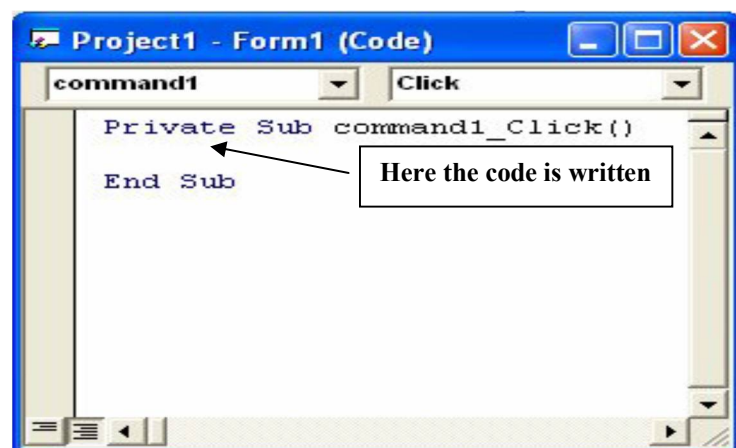 Project1 - Form1 (Code)
command1 Click
Private Sub command1_Click()
Here the code is written
End Sub